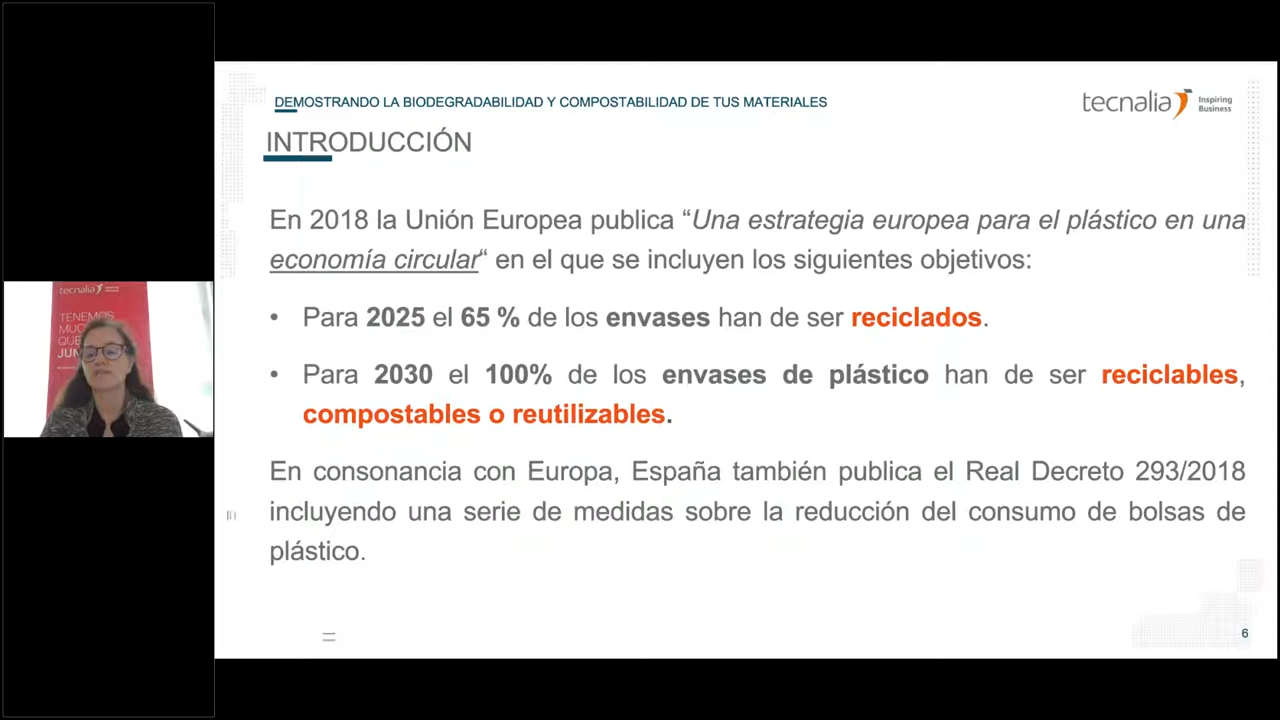 DEMOSTRANDO LA BIODEGRADABILIDAD Y COMPOSTABILIDAD DE TUS MATERIALES
tecnalia Inspiring
Business
INTRODUCCIÓN
En 2018 la Unión Europea publica “Una estrategia europea para el plástico en una
economía circular“ en el que se incluyen los siguientes objetivos:
• Para 2025 el 65 % de los envases han de ser reciclados.
• Para 2030 el 100% de los envases de plástico han de ser reciclables,
compostables o reutilizables.
En consonancia con Europa, España también publica el Real Decreto 293/2018
incluyendo una serie de medidas sobre la reducción del consumo de bolsas de
plástico.
6
tecnalia
TENEMOS